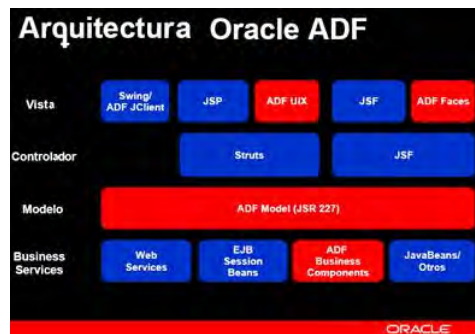 Arquitectura Oracle ADF
Vista
Swing/
ADF JClient
JSP
ADF UIX
JSF
ADF Faces
Controlador
Struts
JSF
Modelo
ADF Model (JSR 227)
Business
Services
Web
Services
EJB
Session
Beans
ADF
Business
Components
JavaBeans/
Otros
ORACLE